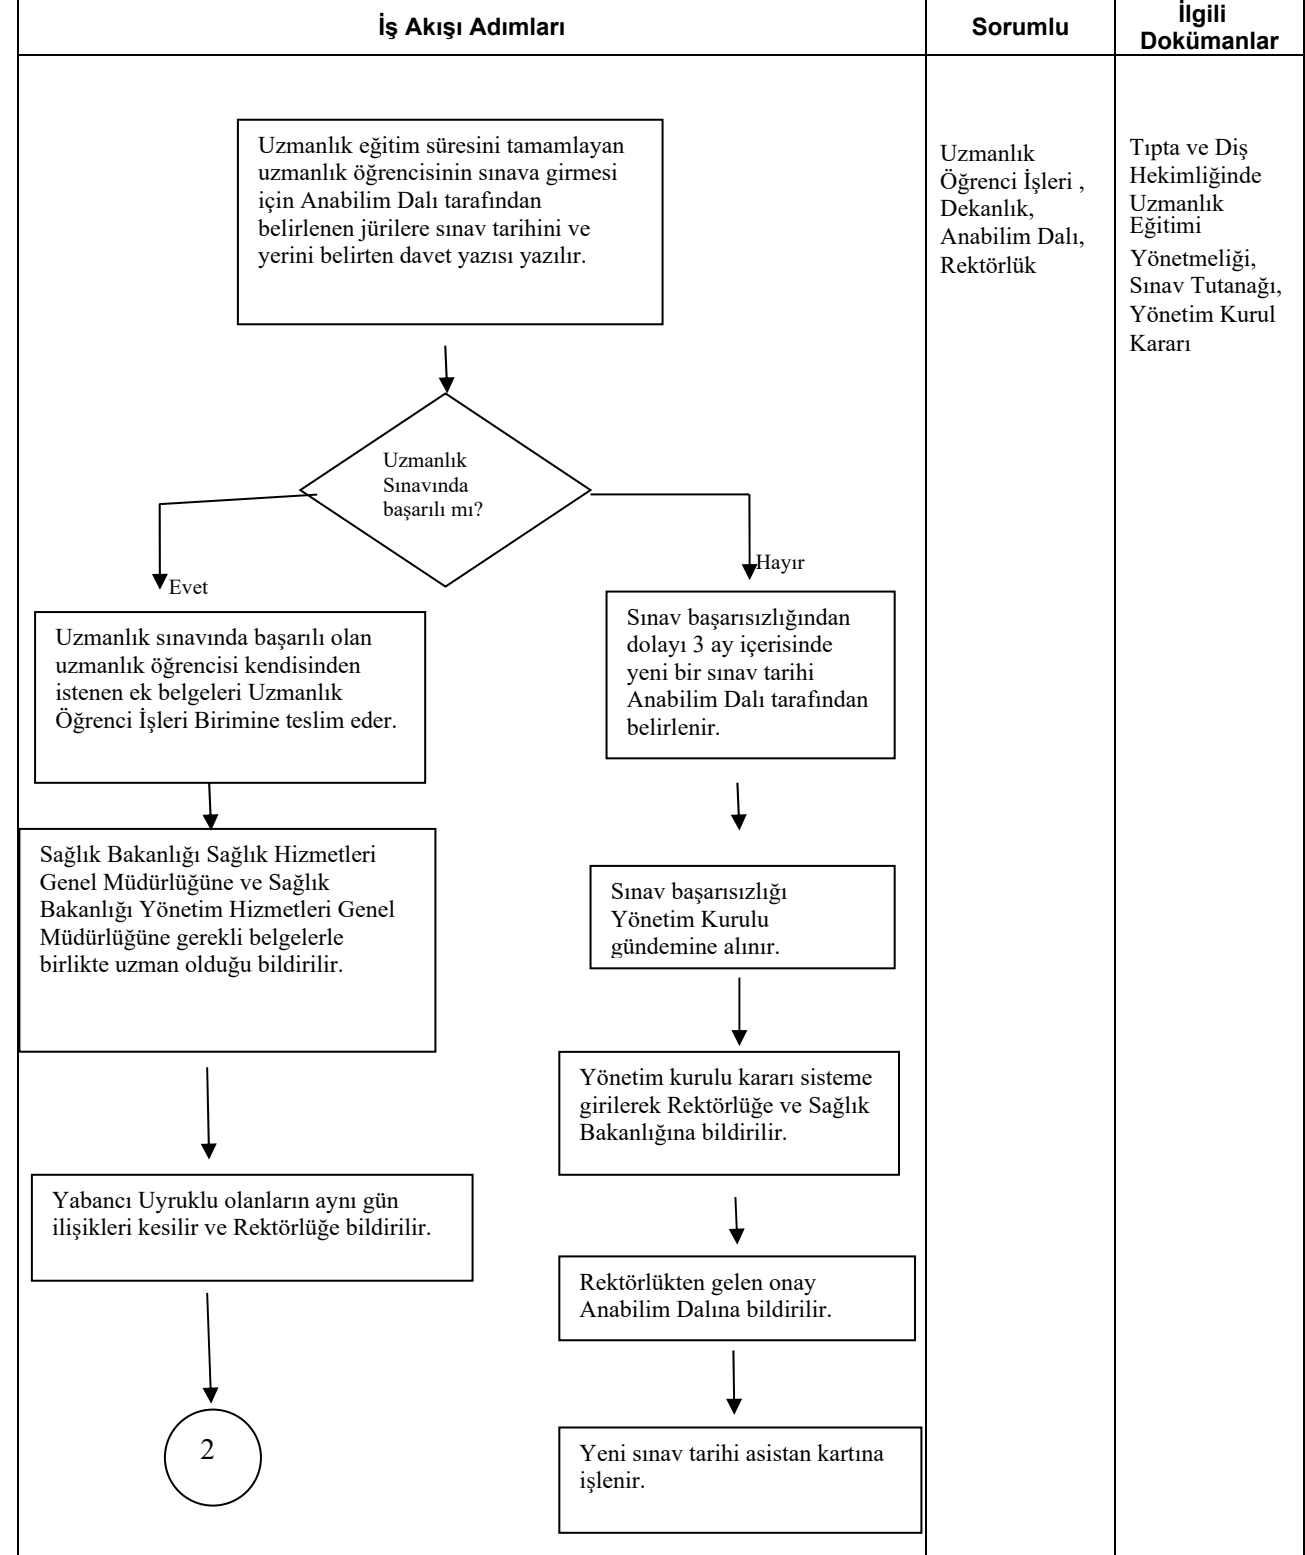 İş Akışı Adımları
Sorumlu
İlgili
Dokümanlar
Uzmanlık eğitim süresini tamamlayan
uzmanlık öğrencisinin sınava girmesi
için Anabilim Dalı tarafından
belirlenen jürilere sınav tarihini ve
yerini belirten davet yazısı yazılır.
Uzmanlık
Öğrenci İşleri ,
Dekanlık,
Anabilim Dalı,
Rektörlük
Tıpta ve Diş
Hekimliğinde
Uzmanlık
Eğitimi
Yönetmeliği,
Sınav Tutanağı,
Yönetim Kurul
Kararı
Uzmanlık
Sınavında
başarılı mı?
Evet
Hayır
Uzmanlık sınavında başarılı olan
uzmanlık öğrencisi kendisinden
istenen ek belgeleri Uzmanlık
Öğrenci İşleri Birimine teslim eder.
Sağlık Bakanlığı Sağlık Hizmetleri
Genel Müdürlüğüne ve Sağlık
Bakanlığı Yönetim Hizmetleri Genel
Müdürlüğüne gerekli belgelerle
birlikte uzman olduğu bildirilir.
Yabancı Uyruklu olanların aynı gün
ilişikleri kesilir ve Rektörlüğe bildirilir.
2
Sınav başarısızlığından
dolayı 3 ay içerisinde
yeni bir sınav tarihi
Anabilim Dalı tarafından
belirlenir.
Sınav başarısızlığı
Yönetim Kurulu
gündemine alınır.
Yönetim kurulu kararı sisteme
girilerek Rektörlüğe ve Sağlık
Bakanlığına bildirilir.
Rektörlükten gelen onay
Anabilim Dalına bildirilir.
Yeni sınav tarihi asistan kartına
işlenir.